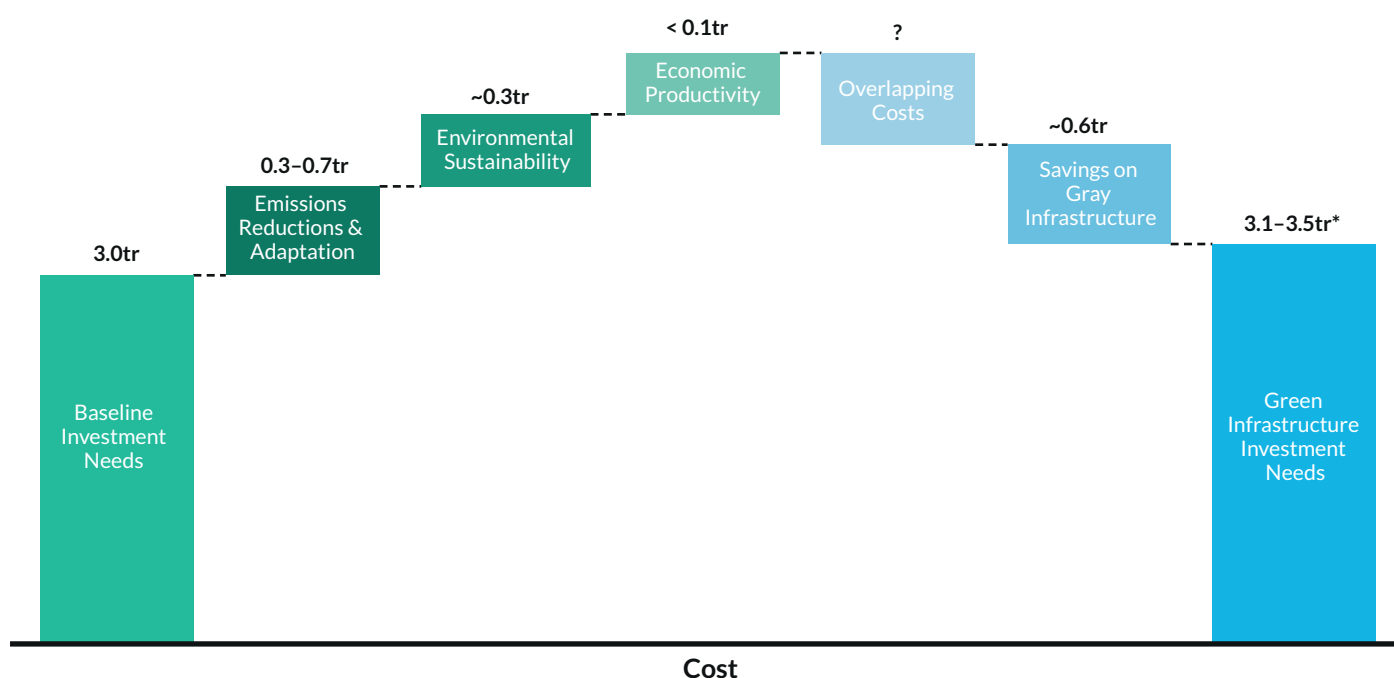 3.0tr
Baseline
Investment
Needs
0.3–0.7tr
Emissions
Reductions &
Adaptation
~0.3tr
Environmental
Sustainability
< 0.1tr
Economic
Productivity
?
Overlapping
Costs
~0.6tr
Savings on
Gray
Infrastructure
3.1–3.5tr*
Green
Infrastructure
Investment
Needs
Cost